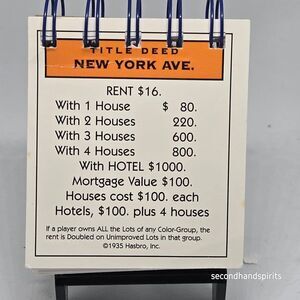 TITLE DEED
NEW YORK AVE.
RENT $16.
With 1 House $ 80.
With 2 Houses 220.
With 3 Houses 600.
With 4 Houses 800.
With HOTEL $1000.
Mortgage Value $100.
Houses cost $100. each
Hotels, $100. plus 4 houses
If a player owns ALL the Lots of any Color-Group, the
rent is Doubled on Unimproved Lots in that group.
©1935 Hasbro, Inc.
secondhandspirits